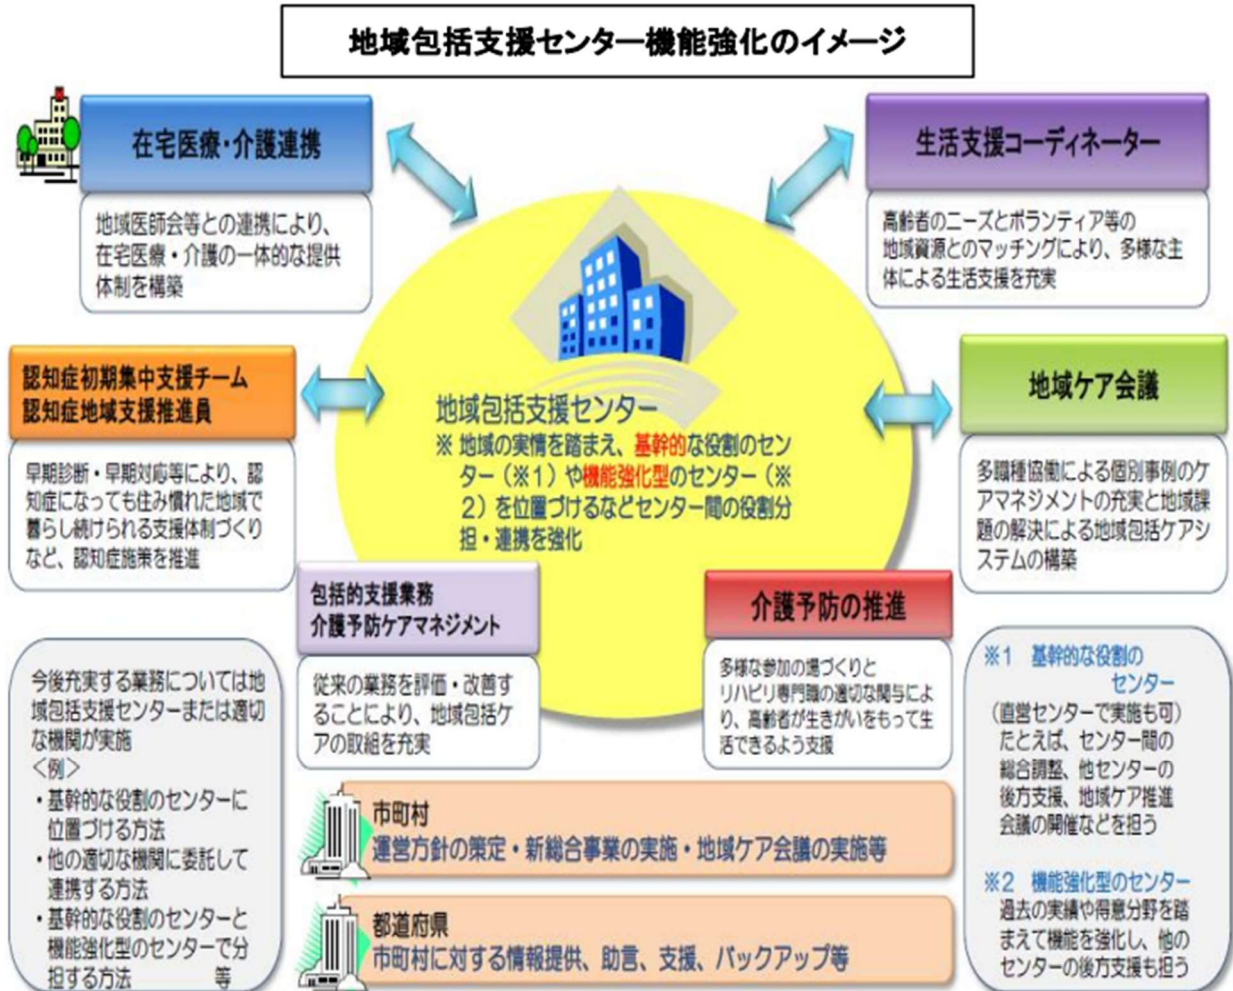 地域包括支援センター機能強化のイメージ
在宅医療・介護連携
地域医師会等との連携により、
在宅医療・介護の一体的な提供
体制を構築
生活支援コーディネーター
高齢者のニーズとボランティア等の
地域資源とのマッチングにより、多様な主
体による生活支援を充実
認知症初期集中支援チーム
認知症地域支援推進員
早期診断・早期対応等により、認
知症になっても住み慣れた地域で
暮らし続けられる支援体制づくり
など、認知症施策を推進
地域包括支援センター
※ 地域の実情を踏まえ、基幹的な役割のセン
ター（※１）や機能強化型のセンター（※
２）を位置づけるなどセンター間の役割分
担・連携を強化
地域ケア会議
多職種協働による個別事例のケ
アマネジメントの充実と地域課
題の解決による地域包括ケアシ
ステムの構築
包括的支援業務
介護予防ケアマネジメント
従来の業務を評価・改善す
ることにより、地域包括ケ
アの取組を充実
介護予防の推進
多様な参加の場づくりと
リハビリ専門職の適切な関与によ
り、高齢者が生きがいをもって生
活できるよう支援
今後充実する業務については地
域包括支援センターまたは適切
な機関が実施
＜例＞
・基幹的な役割のセンターに
位置づける方法
・他の適切な機関に委託して
連携する方法
・基幹的な役割のセンターと
機能強化型のセンターで分
担する方法 等
市町村
運営方針の策定・新総合事業の実施・地域ケア会議の実施等
都道府県
市町村に対する情報提供、助言、支援、バックアップ等
※１ 基幹的な役割の
センター
（直営センターで実施も可）
たとえば、センター間の
総合調整、他センターの
後方支援、地域ケア推進
会議の開催などを担う
※２ 機能強化型のセンター
過去の実績や得意分野を踏
まえて機能を強化し、他の
センターの後方支援も担う